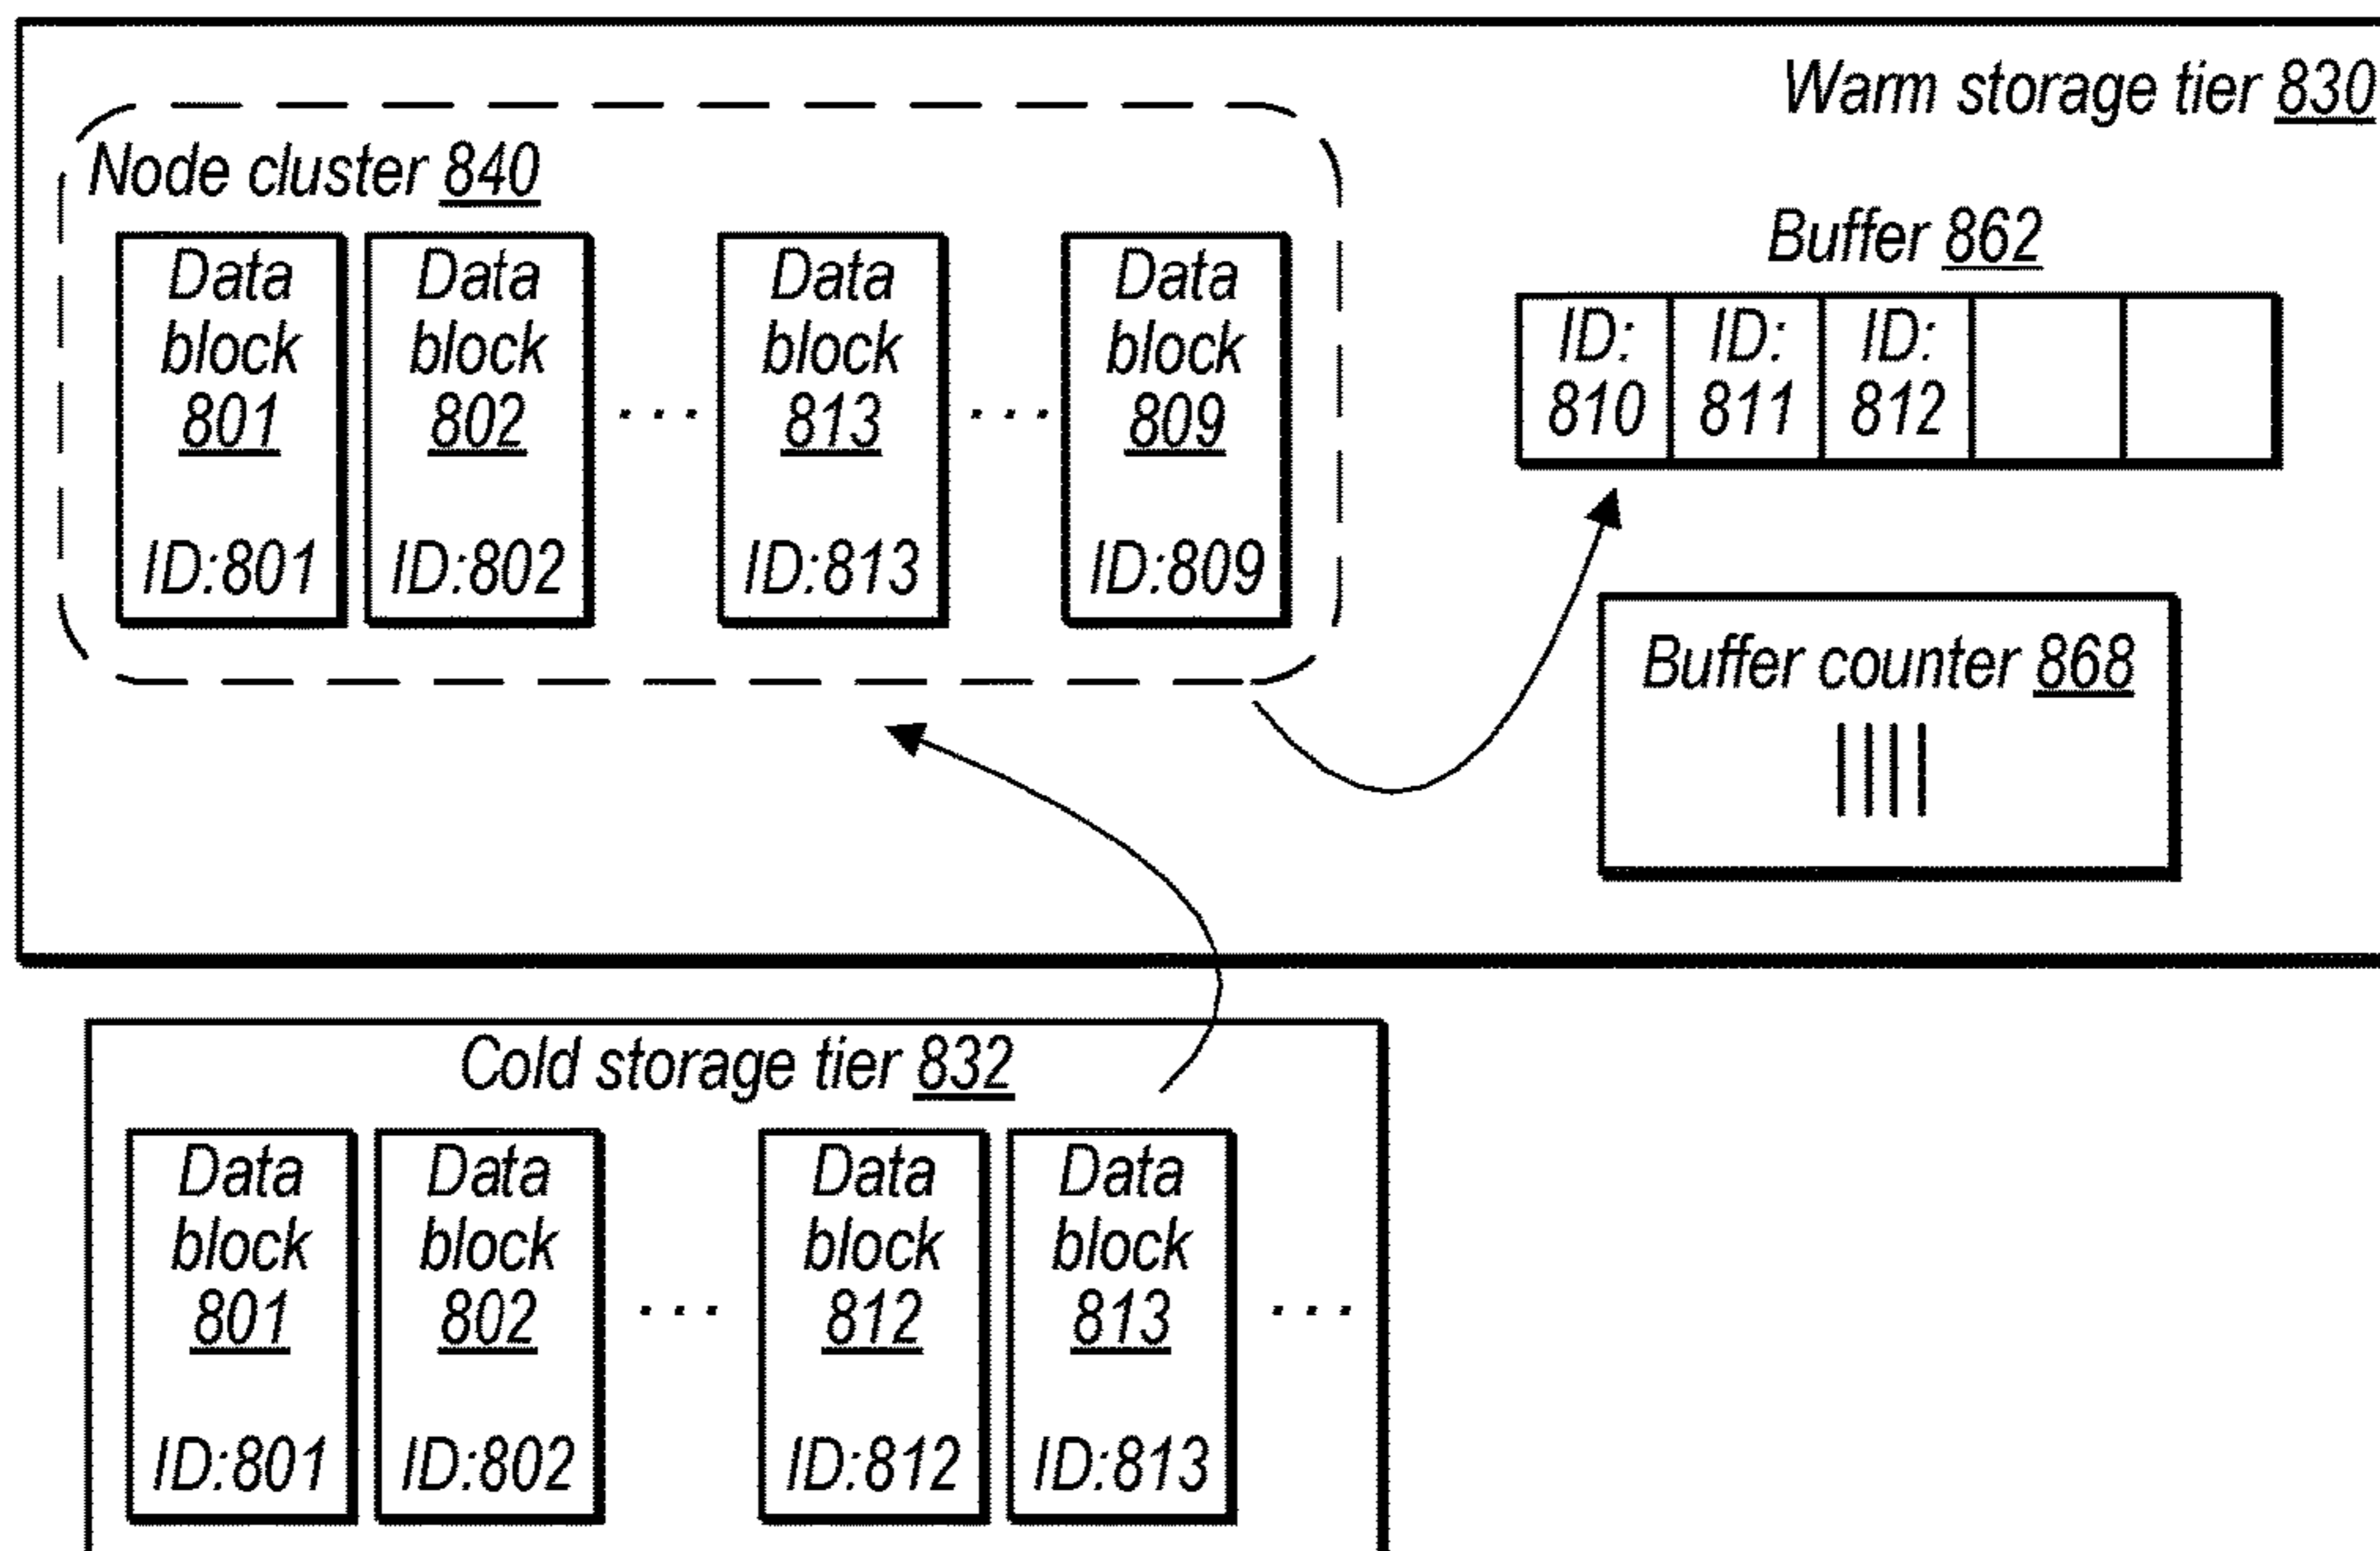 Warm storage tier 830
Node cluster 840
Data
block
801
ID:801
Data
block
802
ID:802
...
Data
block
813
ID:813
...
Data
block
809
ID:809
Buffer 862
ID:
810
ID:
811
ID:
812
Buffer counter 868
||||
Cold storage tier 832
Data
block
801
ID:801
Data
block
802
ID:802
...
Data
block
812
ID:812
Data
block
813
ID:813
...